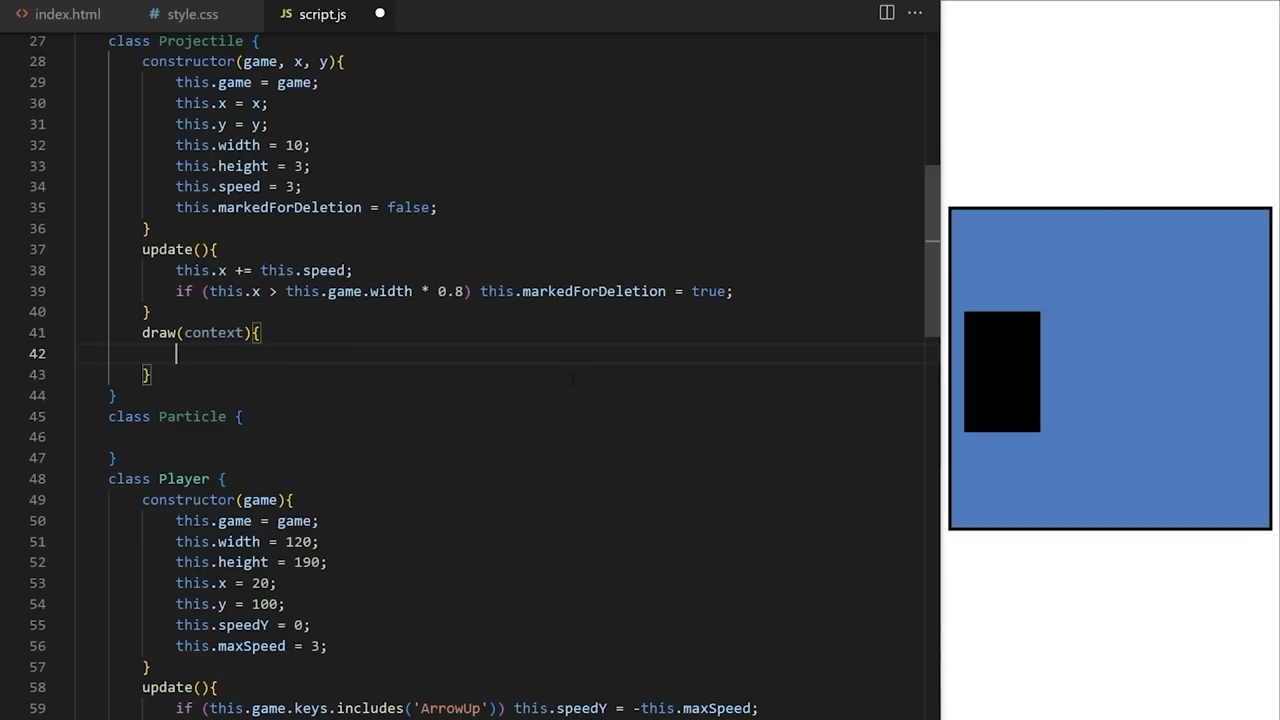 index.html
style.css
JS script.js
27 class Projectile {
28 constructor(game, x, y){
29 this.game = game;
30 this.x = x;
31 this.y = y;
32 this.width = 10;
33 this.height = 3;
34 this.speed = 3;
35 this.markedForDeletion = false;
36 }
37 update(){
38 this.x += this.speed;
39 if (this.x > this.game.width * 0.8) this.markedForDeletion = true;
40 }
41 draw(context){
42
43 }
44 }
45 class Particle {
46
47 }
48 class Player {
49 constructor(game){
50 this.game = game;
51 this.width = 120;
52 this.height = 190;
53 this.x = 20;
54 this.y = 100;
55 this.speedY = 0;
56 this.maxSpeed = 3;
57 }
58 update(){
59 if (this.game.keys.includes('ArrowUp')) this.speedY = -this.maxSpeed;